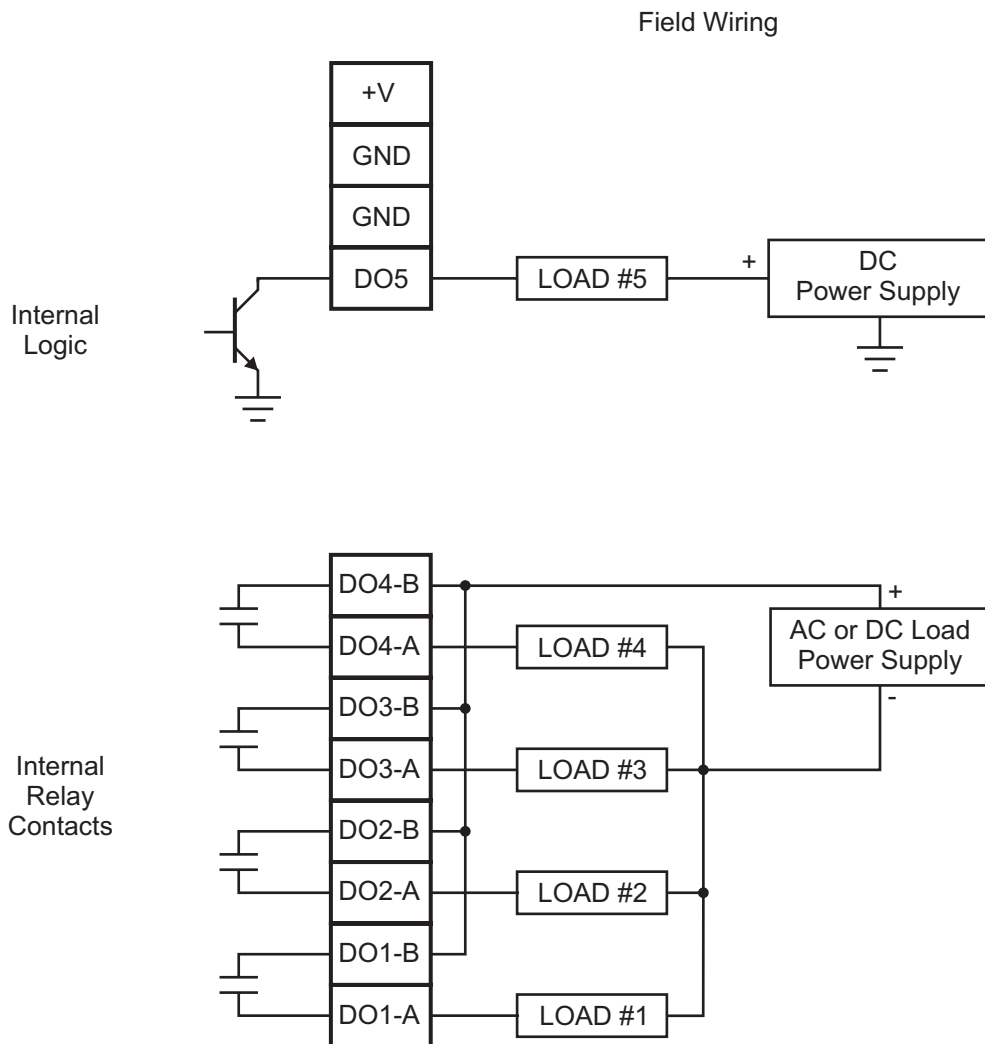 Field Wiring
+V
GND
GND
DO5
LOAD #5
+
DC
Power Supply
Internal
Logic
DO4-B
+
DO4-A
LOAD #4
AC or DC Load
Power Supply
-
DO3-B
DO3-A
LOAD #3
Internal
Relay
Contacts
DO2-B
DO2-A
LOAD #2
DO1-B
DO1-A
LOAD #1